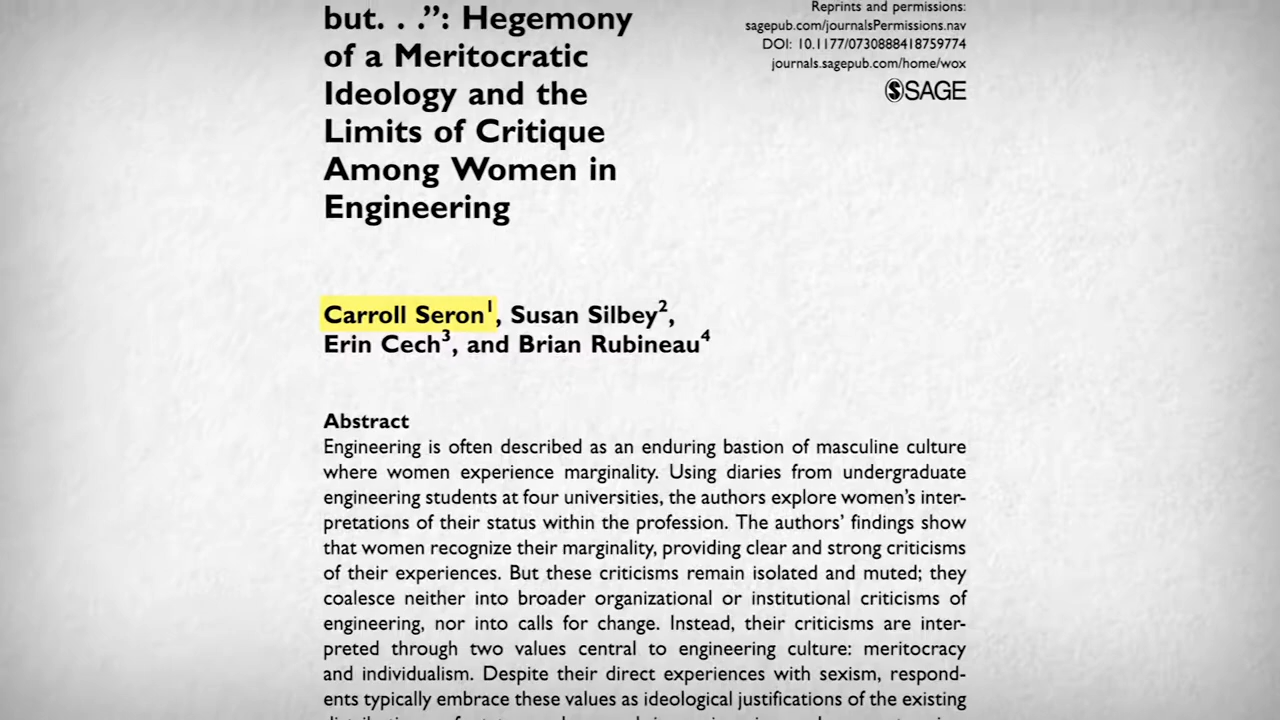 but. . .”: Hegemony
of a Meritocratic
Ideology and the
Limits of Critique
Among Women in
Engineering
Reprints and permissions:
sagepub.com/journalsPermissions.nav
DOI: 10.1177/0730888418759774
journals.sagepub.com/home/wox
SAGE
Carroll Seron1, Susan Silbey2,
Erin Cech3, and Brian Rubineau4
Abstract
Engineering is often described as an enduring bastion of masculine culture
where women experience marginality. Using diaries from undergraduate
engineering students at four universities, the authors explore women’s inter-
pretations of their status within the profession. The authors’ findings show
that women recognize their marginality, providing clear and strong criticisms
of their experiences. But these criticisms remain isolated and muted; they
coalesce neither into broader organizational or institutional criticisms of
engineering, nor into calls for change. Instead, their criticisms are inter-
preted through two values central to engineering culture: meritocracy
and individualism. Despite their direct experiences with sexism, respond-
ents typically embrace these values as ideological justifications of the existing